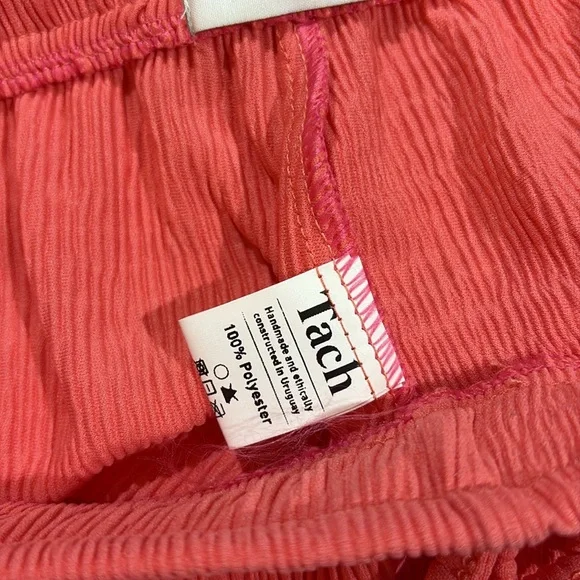 Tach
Handmade and ethically
constructed in Uruguay
100% Polyester